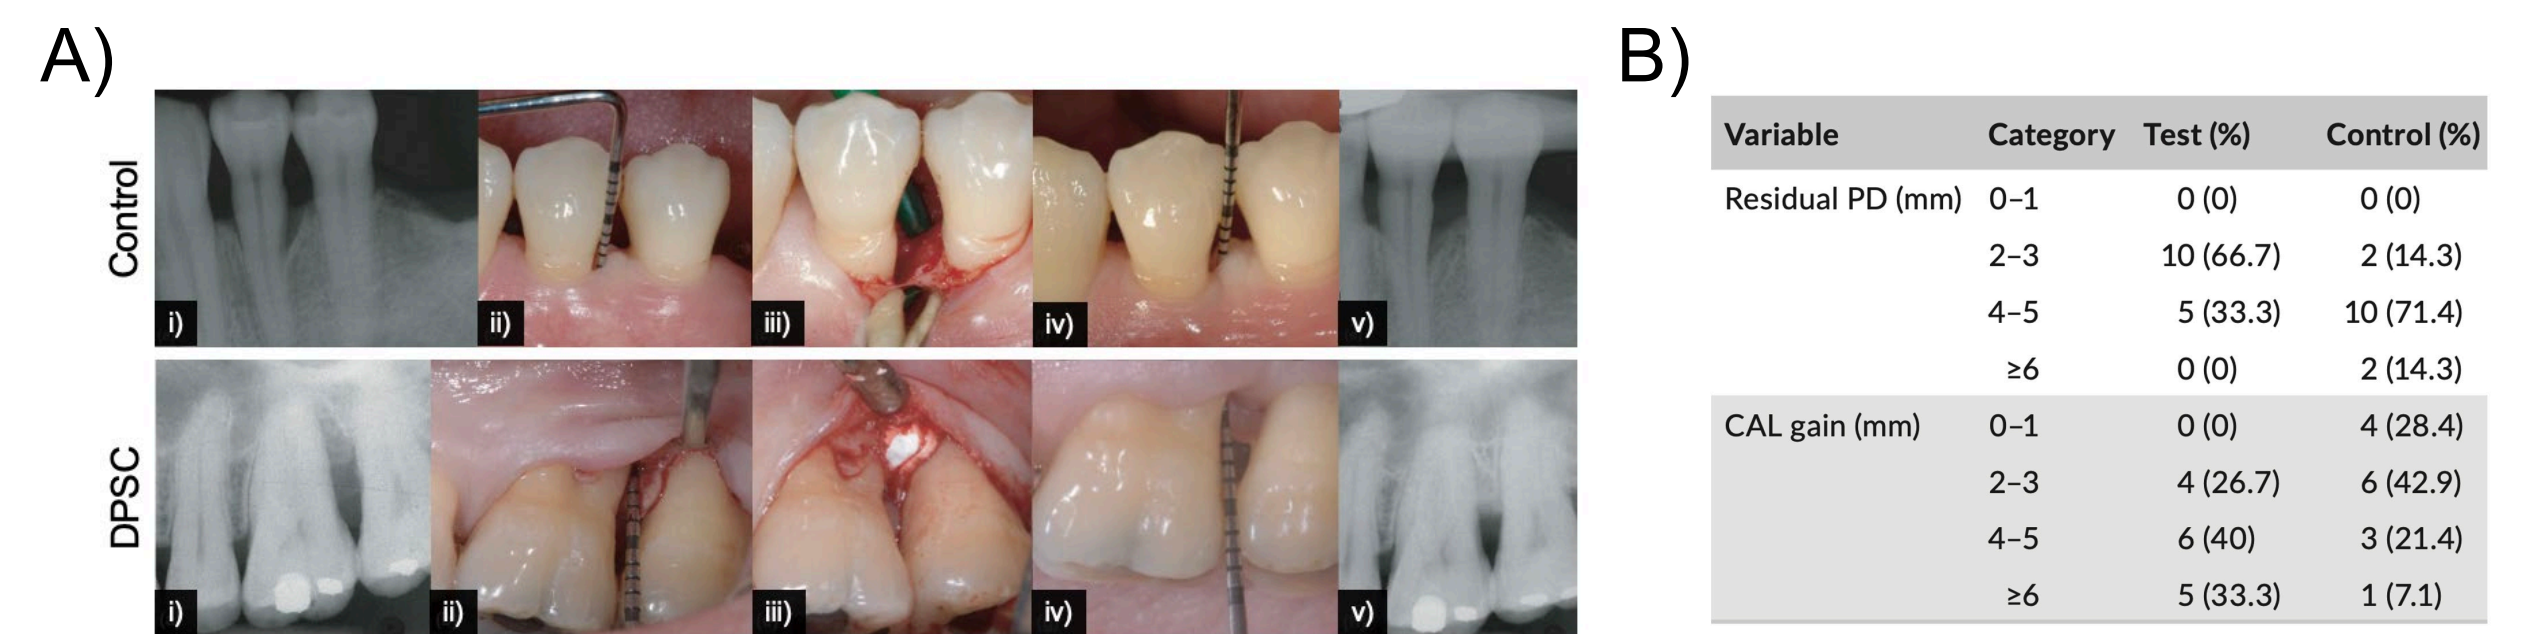 A)
Control
i)
ii)
iii)
iv)
v)
DPSC
i)
ii)
iii)
iv)
v)
B)
Variable Category Test (%) Control (%)
Residual PD (mm) 0–1 0 (0) 0 (0)
2–3 10 (66.7) 2 (14.3)
4–5 5 (33.3) 10 (71.4)
≥6 0 (0) 2 (14.3)
CAL gain (mm) 0–1 0 (0) 4 (28.4)
2–3 4 (26.7) 6 (42.9)
4–5 6 (40) 3 (21.4)
≥6 5 (33.3) 1 (7.1)